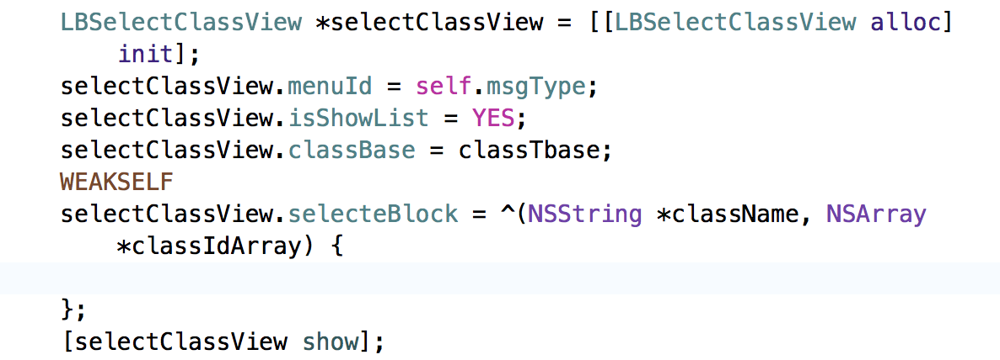 LBSelectClassView *selectClassView = [[LBSelectClassView alloc]
init];
selectClassView.menuId = self.msgType;
selectClassView.isShowList = YES;
selectClassView.classBase = classTbase;
WEAKSELF
selectClassView.selecteBlock = ^(NSString *className, NSArray
*classIdArray) {
};
[selectClassView show];